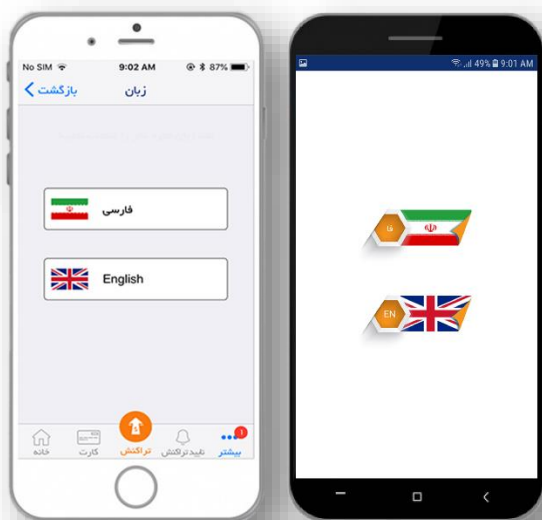 No SIM 9:02 AM 87%
بازگشت زبان
فارسی
English
1
خانه کارت تراکنش تایید تراکنش بیشتر
49% 9:01 AM
فا
EN